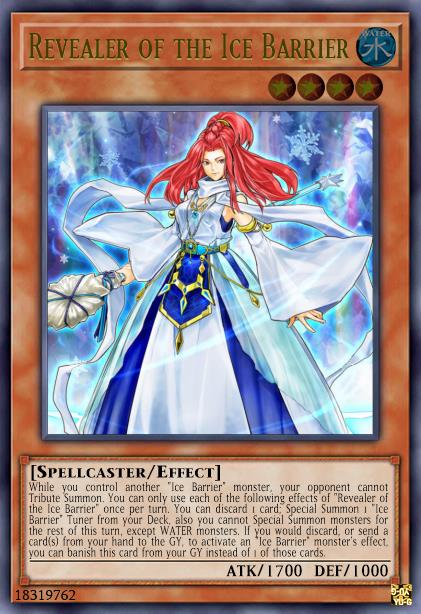 REVEALER OF THE ICE BARRIER
WATER
水
[SPELLCASTER/EFFECT]
While you control another "Ice Barrier" monster, your opponent cannot
Tribute Summon. You can only use each of the following effects of "Revealer
of the Ice Barrier" once per turn. You can discard 1 card; Special Summon 1 "Ice
Barrier" Tuner from your Deck, also you cannot Special Summon monsters for
the rest of this turn, except WATER monsters. If you would discard, or send a
card(s) from your hand to the GY, to activate an "Ice Barrier" monster's effect,
you can banish this card from your GY instead of 1 of those cards.
ATK/1700 DEF/1000
18319762